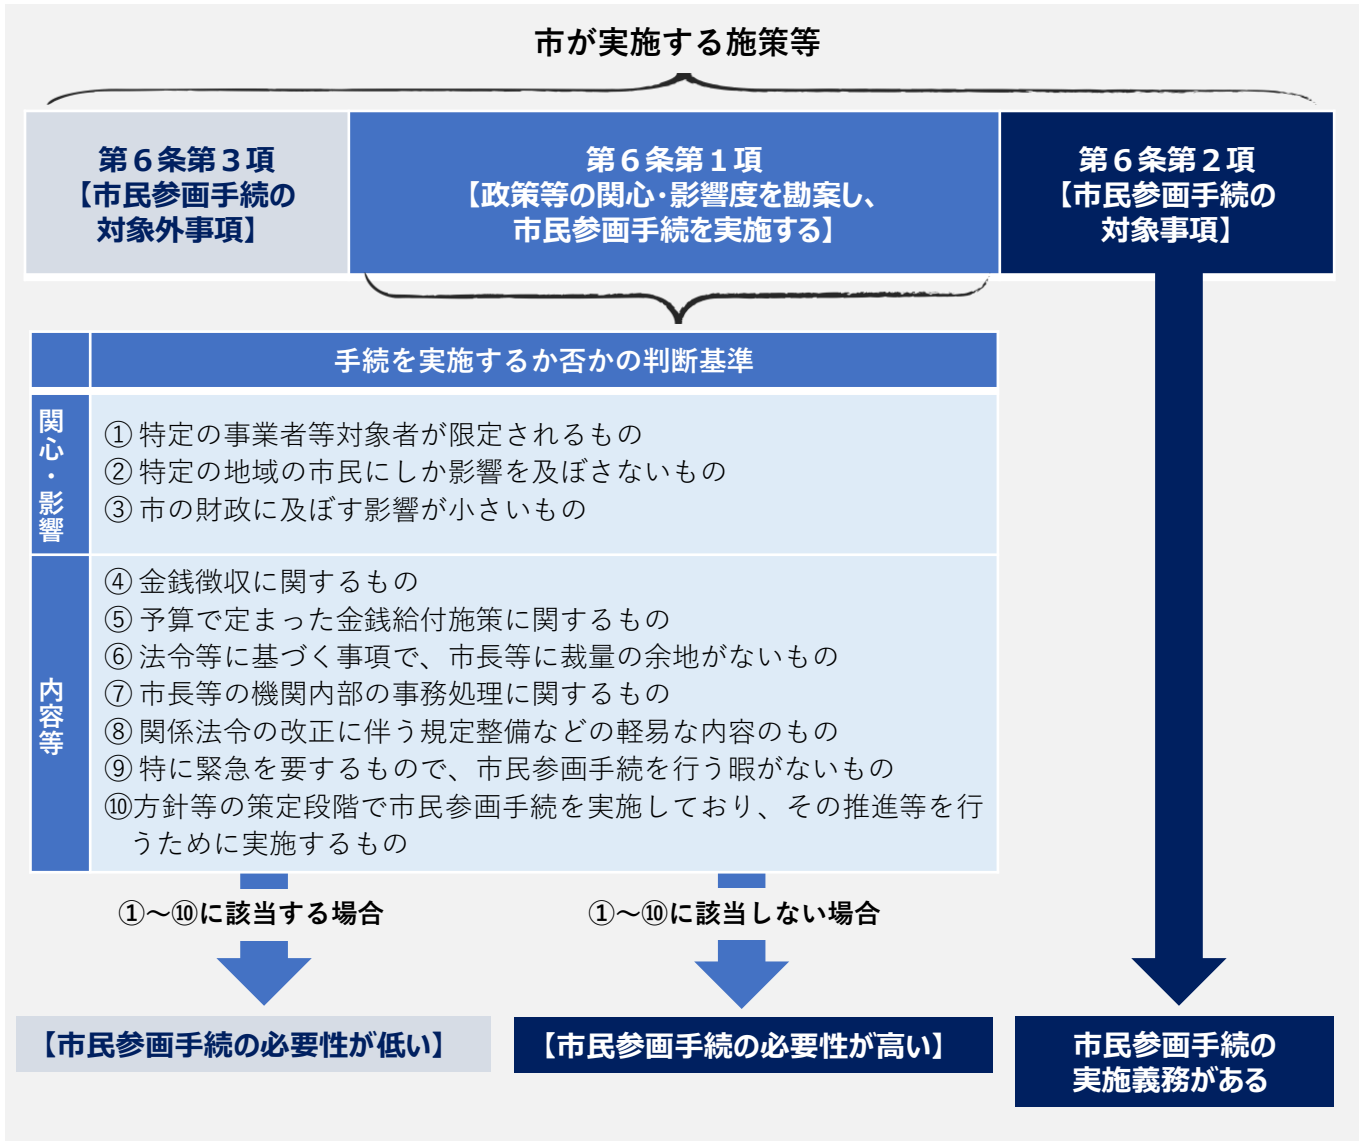 市が実施する施策等
第６条第３項
【市民参画手続の
対象外事項】
第６条第１項
【政策等の関心・影響度を勘案し、
市民参画手続を実施する】
第６条第２項
【市民参画手続の
対象事項】
手続を実施するか否かの判断基準
関心・影響
① 特定の事業者等対象者が限定されるもの
② 特定の地域の市民にしか影響を及ぼさないもの
③ 市の財政に及ぼす影響が小さいもの
内容等
④ 金銭徴収に関するもの
⑤ 予算で定まった金銭給付施策に関するもの
⑥ 法令等に基づく事項で、市長等に裁量の余地がないもの
⑦ 市長等の機関内部の事務処理に関するもの
⑧ 関係法令の改正に伴う規定整備などの軽易な内容のもの
⑨ 特に緊急を要するもので、市民参画手続を行う暇がないもの
⑩方針等の策定段階で市民参画手続を実施しており、その推進等を行
うために実施するもの
①～⑩に該当する場合
①～⑩に該当しない場合
【市民参画手続の必要性が低い】
【市民参画手続の必要性が高い】
市民参画手続の
実施義務がある